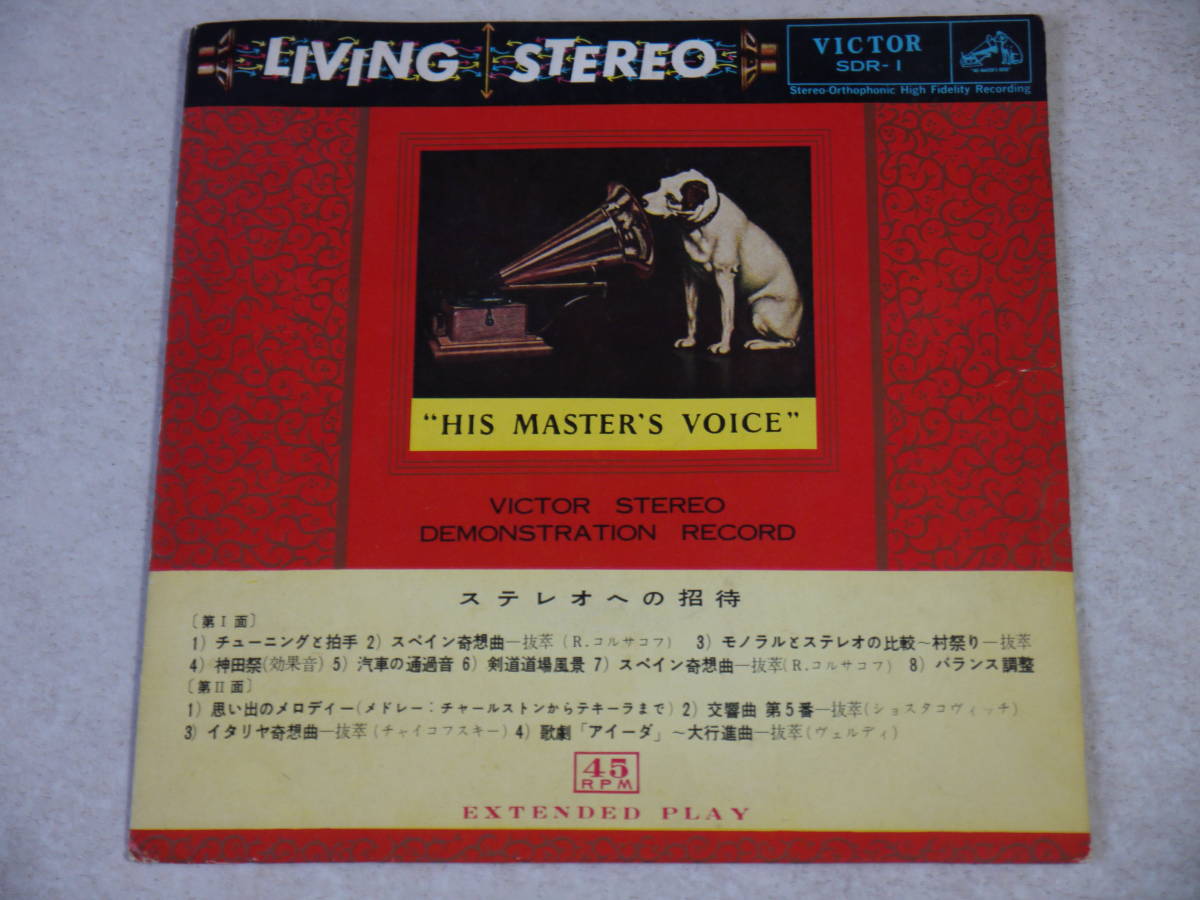 LIVING STEREO
VICTOR
SDR-1
"HIS MASTER'S VOICE"
Stereo-Orthophonic High Fidelity Recording
"HIS MASTER'S VOICE"
VICTOR STEREO
DEMONSTRATION RECORD
ステレオへの招待
〔第Ⅰ面〕
1) チューニングと拍手 2) スペイン奇想曲—抜萃 (R.コルサコフ) 3) モノラルとステレオの比較~村祭り—抜萃
4) 神田祭(効果音) 5) 汽車の通過音 6) 剣道道場風景 7) スペイン奇想曲—抜萃(R.コルサコフ) 8) バランス調整
〔第Ⅱ面〕
1) 思い出のメロデイー(メドレー:チャールストンからテキーラまで) 2) 交響曲 第5番—抜萃(ショスタコヴィッチ)
3) イタリヤ奇想曲—抜萃(チャイコフスキー) 4) 歌劇「アイーダ」~大行進曲—抜萃(ヴェルディ)
45
RPM
EXTENDED PLAY